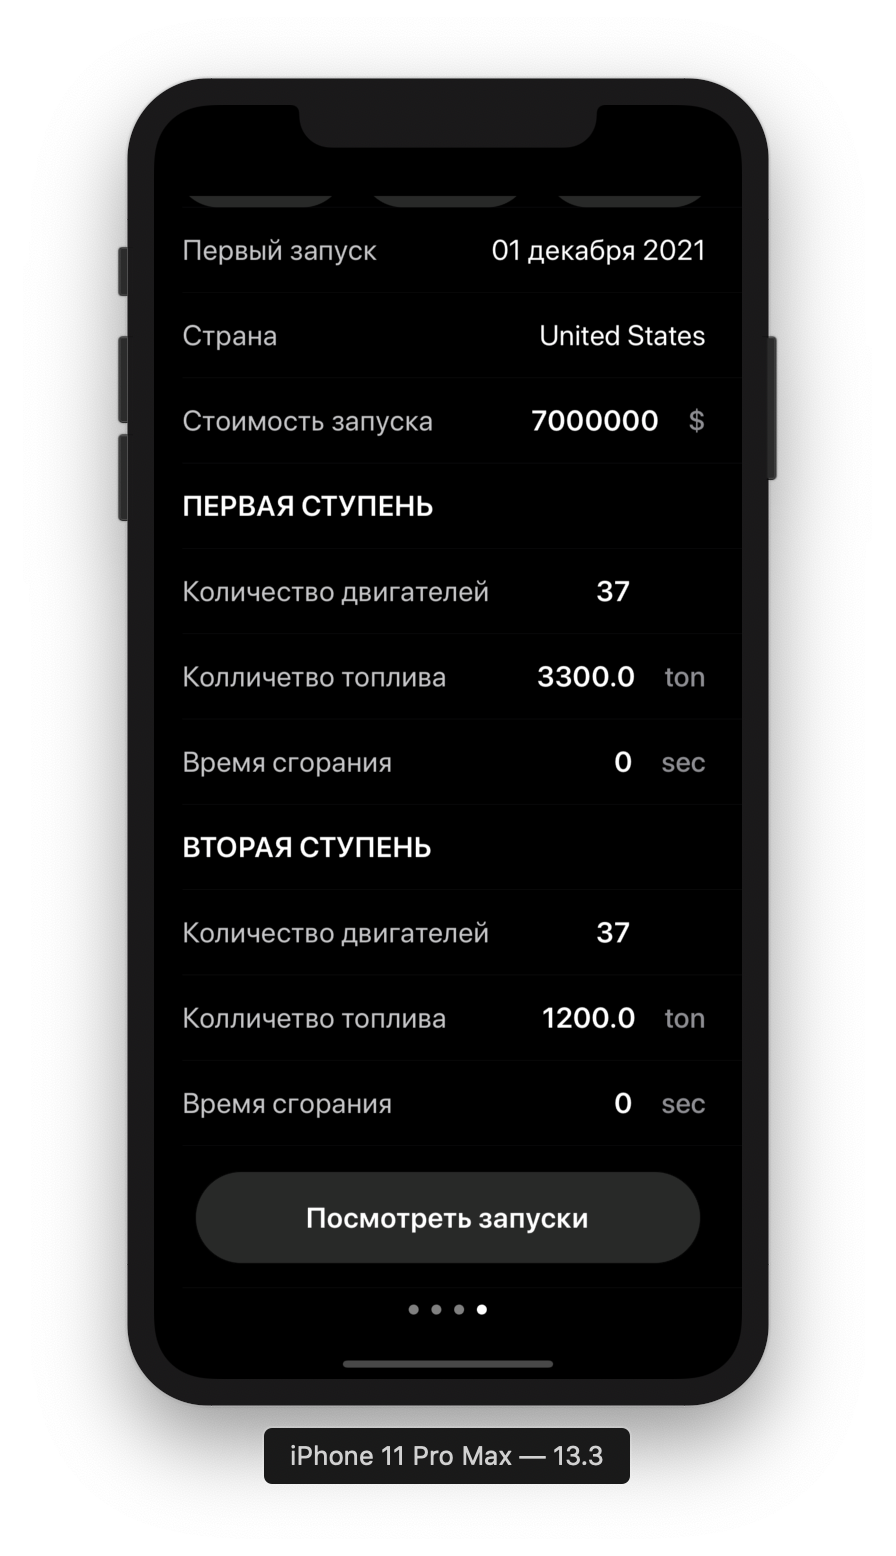 Первый запуск 01 декабря 2021
Страна United States
Стоимость запуска 7000000 $
ПЕРВАЯ СТУПЕНЬ
Количество двигателей 37
Колличетво топлива 3300.0 ton
Время сгорания 0 sec
ВТОРАЯ СТУПЕНЬ
Количество двигателей 37
Колличетво топлива 1200.0 ton
Время сгорания 0 sec
Посмотреть запуски
iPhone 11 Pro Max — 13.3